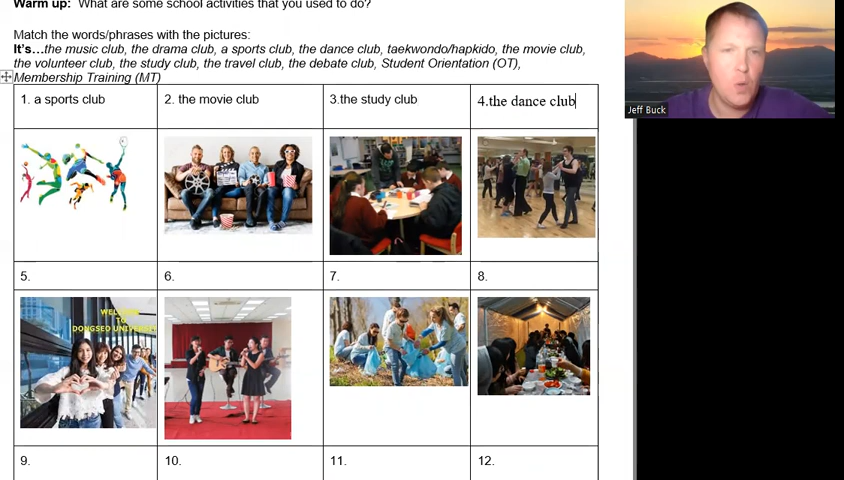 Warm up: What are some school activities that you used to do?
Match the words/phrases with the pictures:
It's…the music club, the drama club, a sports club, the dance club, taekwondo/hapkido, the movie club,
the volunteer club, the study club, the travel club, the debate club, Student Orientation (OT),
Membership Training (MT)
1. a sports club
2. the movie club
3.the study club
4.the dance club
Jeff Buck
5.
6.
7.
8.
WELCOME
TO
DONGSEO UNIVERSITY
9.
10.
11.
12.